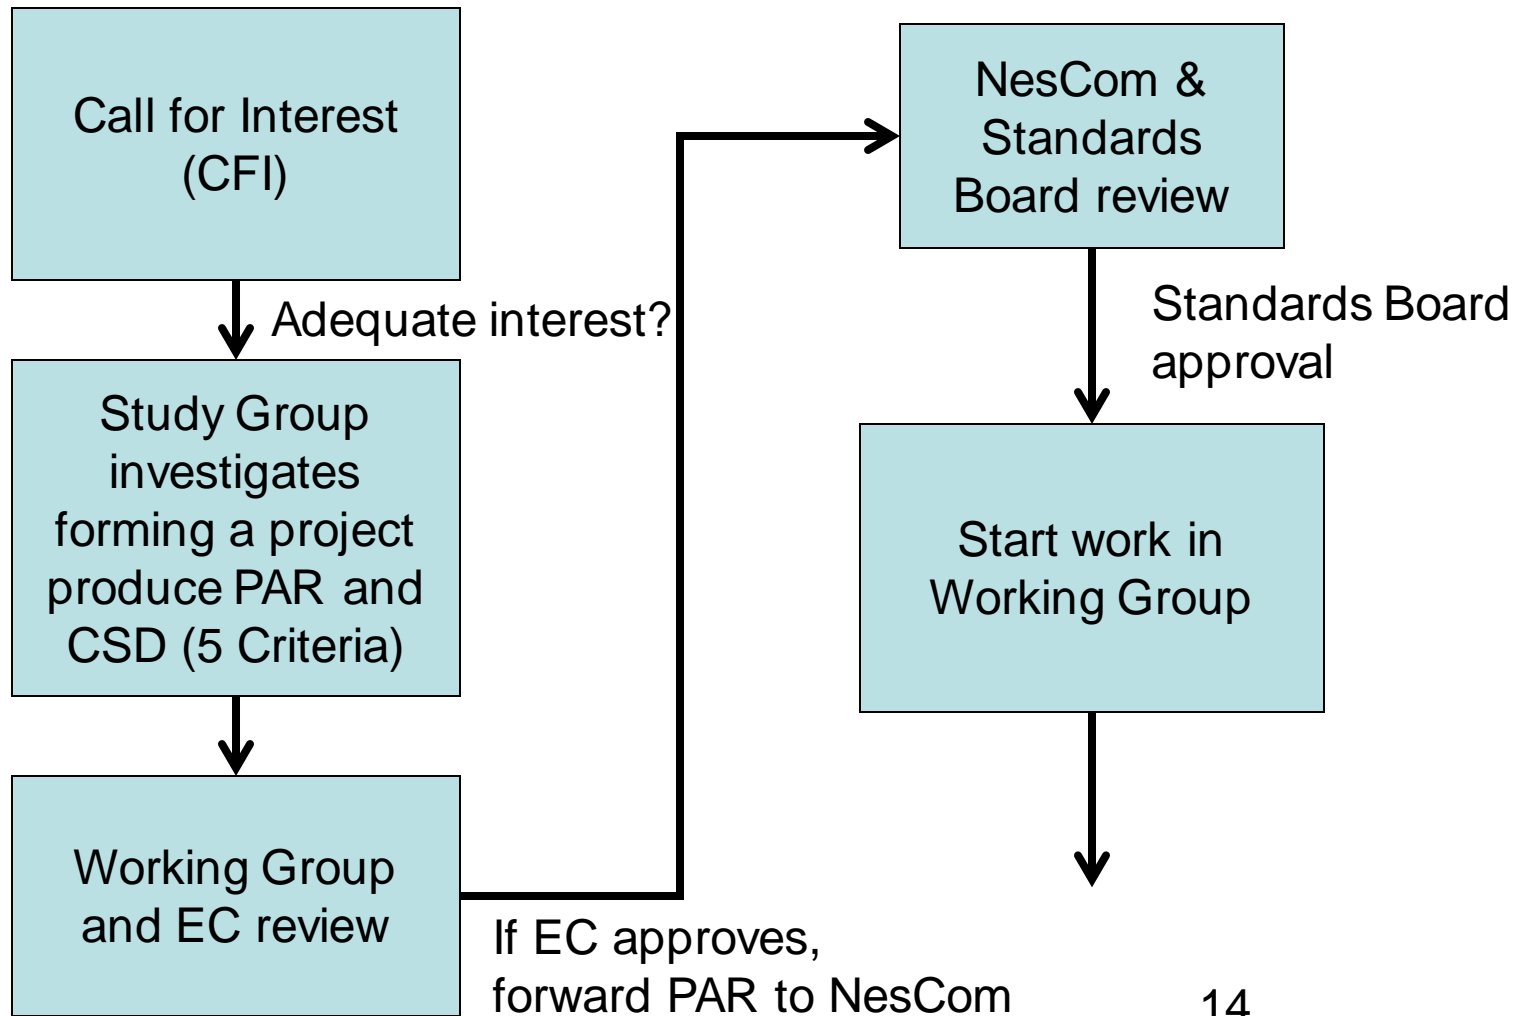 Call for Interest
(CFI)
Adequate interest?
Study Group
investigates
forming a project
produce PAR and
CSD (5 Criteria)
Working Group
and EC review
If EC approves,
forward PAR to NesCom
NesCom &
Standards
Board review
Standards Board
approval
Start work in
Working Group
14